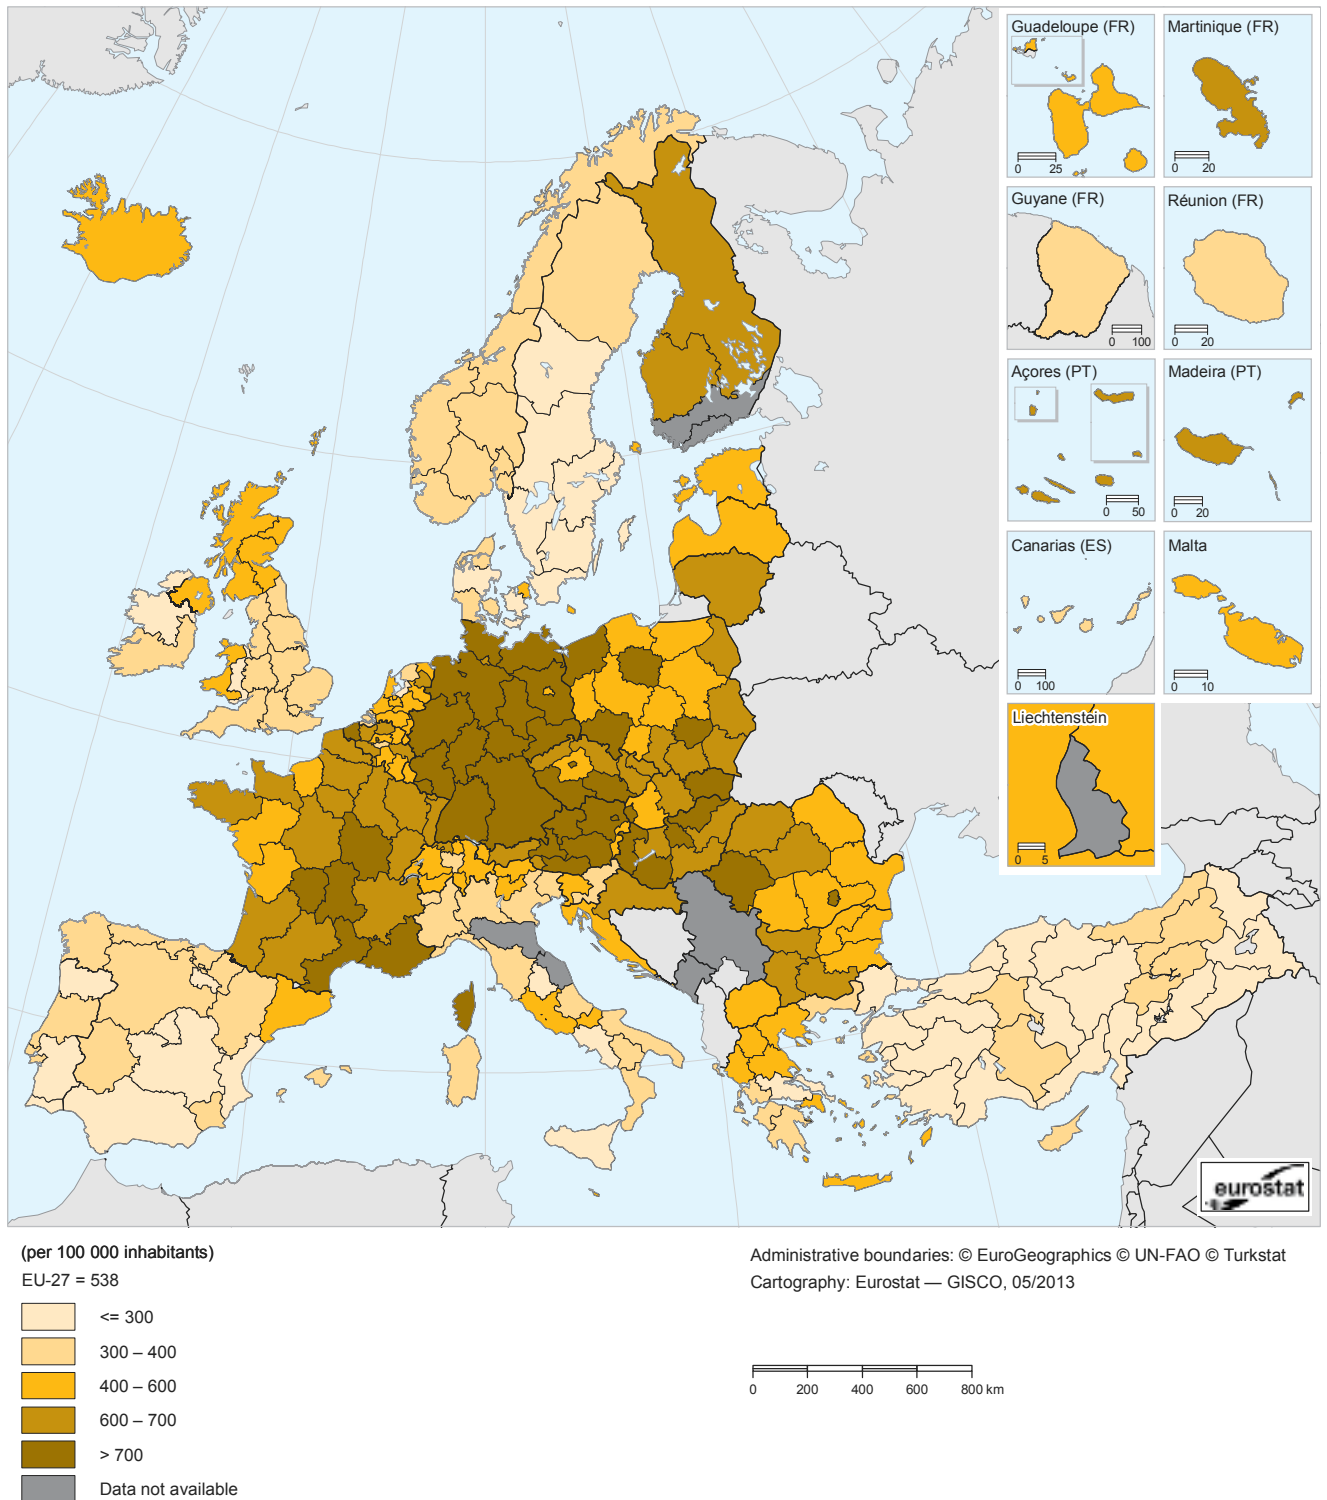 Guadeloupe (FR)
0 25
Martinique (FR)
0 20
Guyane (FR)
0 100
Réunion (FR)
0 20
Açores (PT)
0 50
Madeira (PT)
0 20
Canarias (ES)
0 100
Malta
0 10
Liechtenstein
0 5
eurostat
(per 100 000 inhabitants)
EU-27 = 538
<= 300
300 – 400
400 – 600
600 – 700
> 700
Data not available
Administrative boundaries: © EuroGeographics © UN-FAO © Turkstat
Cartography: Eurostat — GISCO, 05/2013
0 200 400 600 800 km